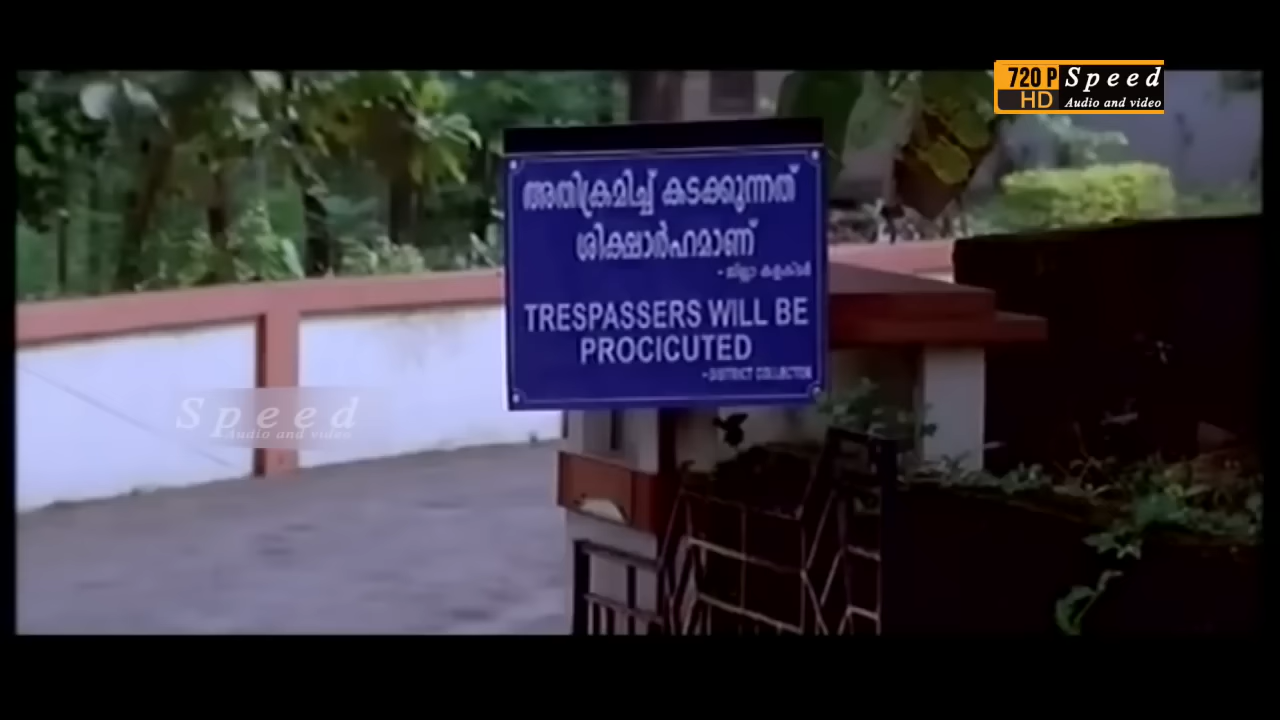 720 P Speed
HD Audio and video
അതിക്രമിച്ച് കടക്കുന്നത്
ശിക്ഷാർഹമാണ്
- ജില്ലാ കളക്ടർ
TRESPASSERS WILL BE
PROCICUTED
- DISTRICT COLLECTOR
Speed
Audio and video